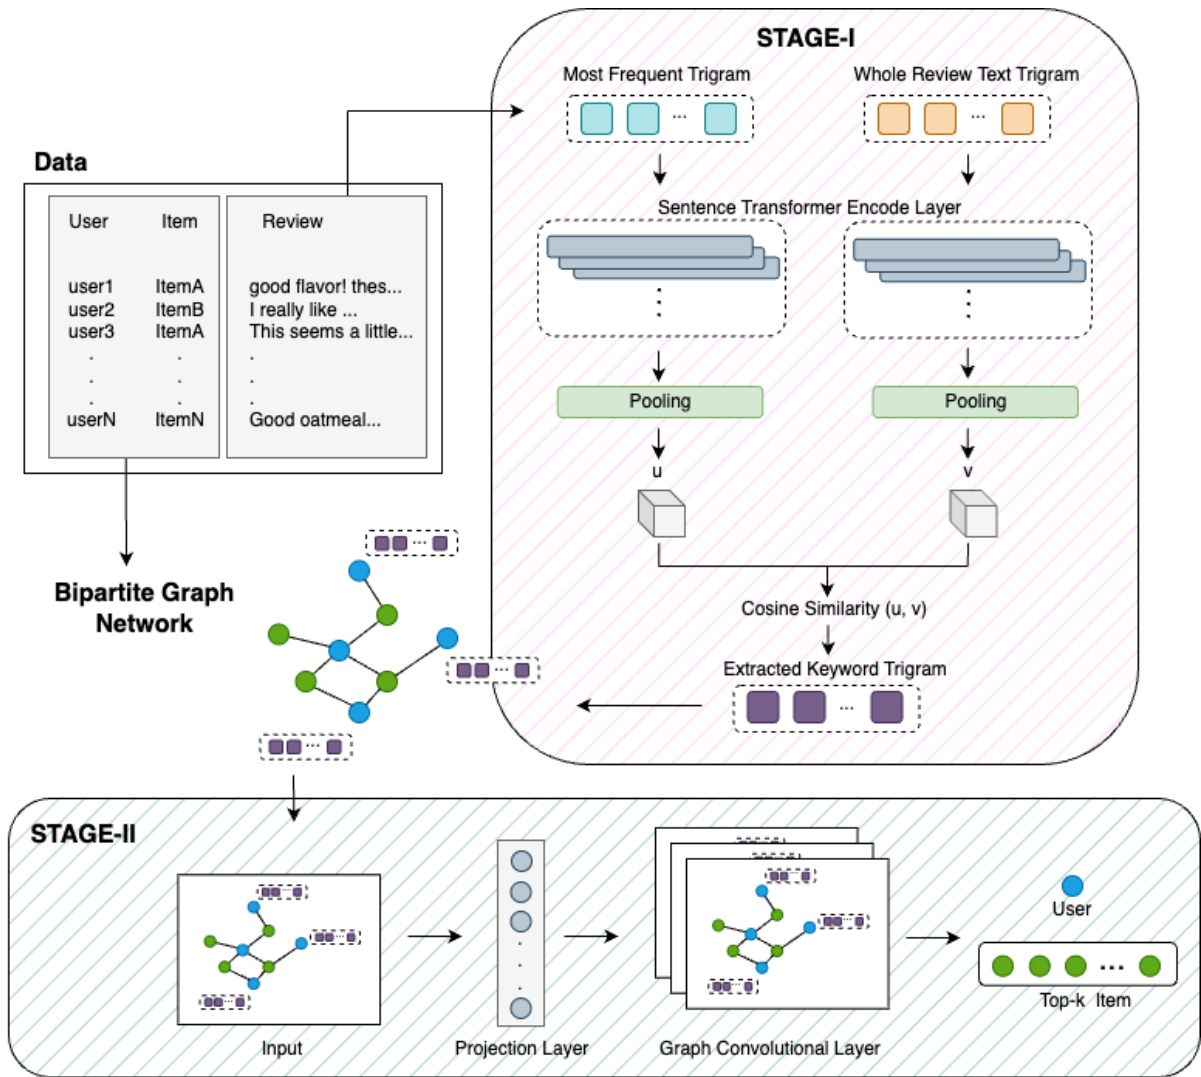 STAGE-I
Most Frequent Trigram
Whole Review Text Trigram
...
...
Data
User Item Review
Sentence Transformer Encode Layer
user1 ItemA good flavor! thes...
user2 ItemB I really like ...
user3 ItemA This seems a little...
. . .
. . .
. . .
userN ItemN Good oatmeal...
Pooling
Pooling
u
v
Bipartite Graph
Network
Cosine Similarity (u, v)
Extracted Keyword Trigram
...
STAGE-II
User
Top-k Item
Input
Projection Layer
Graph Convolutional Layer